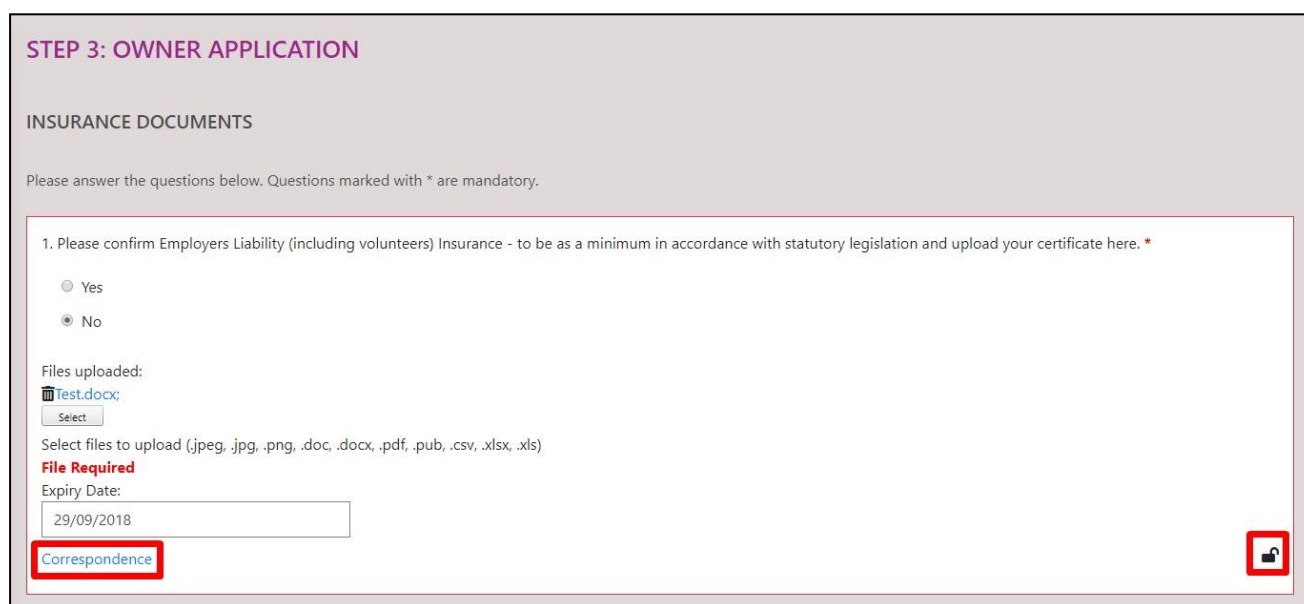 STEP 3: OWNER APPLICATION
INSURANCE DOCUMENTS
Please answer the questions below. Questions marked with * are mandatory.
1. Please confirm Employers Liability (including volunteers) Insurance - to be as a minimum in accordance with statutory legislation and upload your certificate here. *
Yes
No
Files uploaded:
Test.docx;
Select
Select files to upload (.jpeg, .jpg, .png, .doc, .docx, .pdf, .pub, .csv, .xlsx, .xls)
File Required
Expiry Date:
29/09/2018
Correspondence